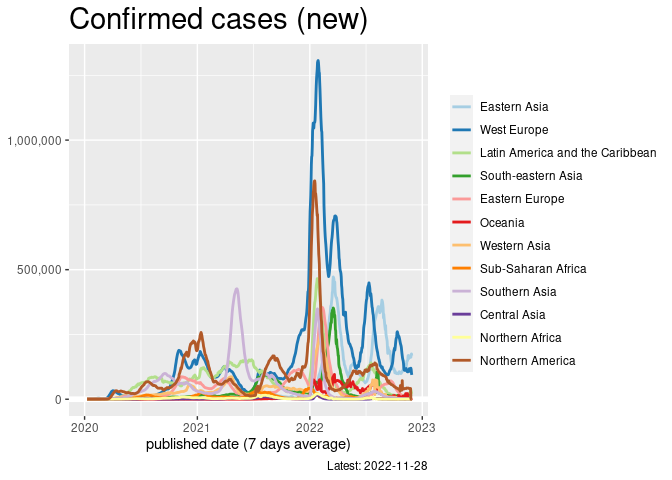 Confirmed cases (new)
1,000,000
500,000
0
2020 2021 2022 2023
published date (7 days average)
Latest: 2022-11-28
Eastern Asia
West Europe
Latin America and the Caribbean
South-eastern Asia
Eastern Europe
Oceania
Western Asia
Sub-Saharan Africa
Southern Asia
Central Asia
Northern Africa
Northern America